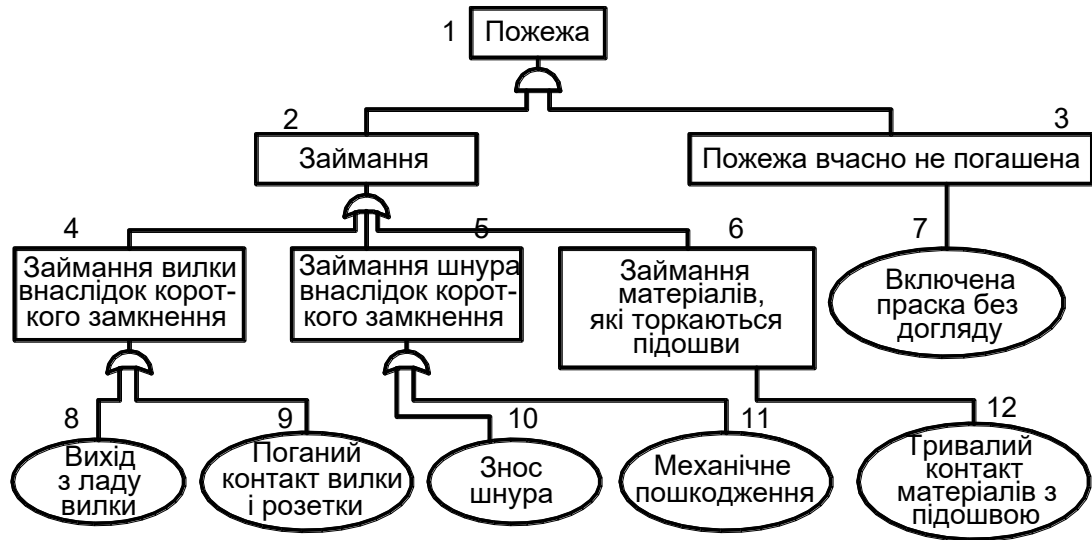 1
Пожежа
2
Займання
3
Пожежа вчасно не погашена
4
Займання вилки
внаслідок корот-
кого замкнення
5
Займання шнура
внаслідок корот-
кого замкнення
6
Займання
матеріалів,
які торкаються
підошви
7
Включена
праска без
догляду
8
Вихід
з ладу
вилки
9
Поганий
контакт вилки
і розетки
10
Знос
шнура
11
Механічне
пошкодження
12
Тривалий
контакт
матеріалів з
підошвою